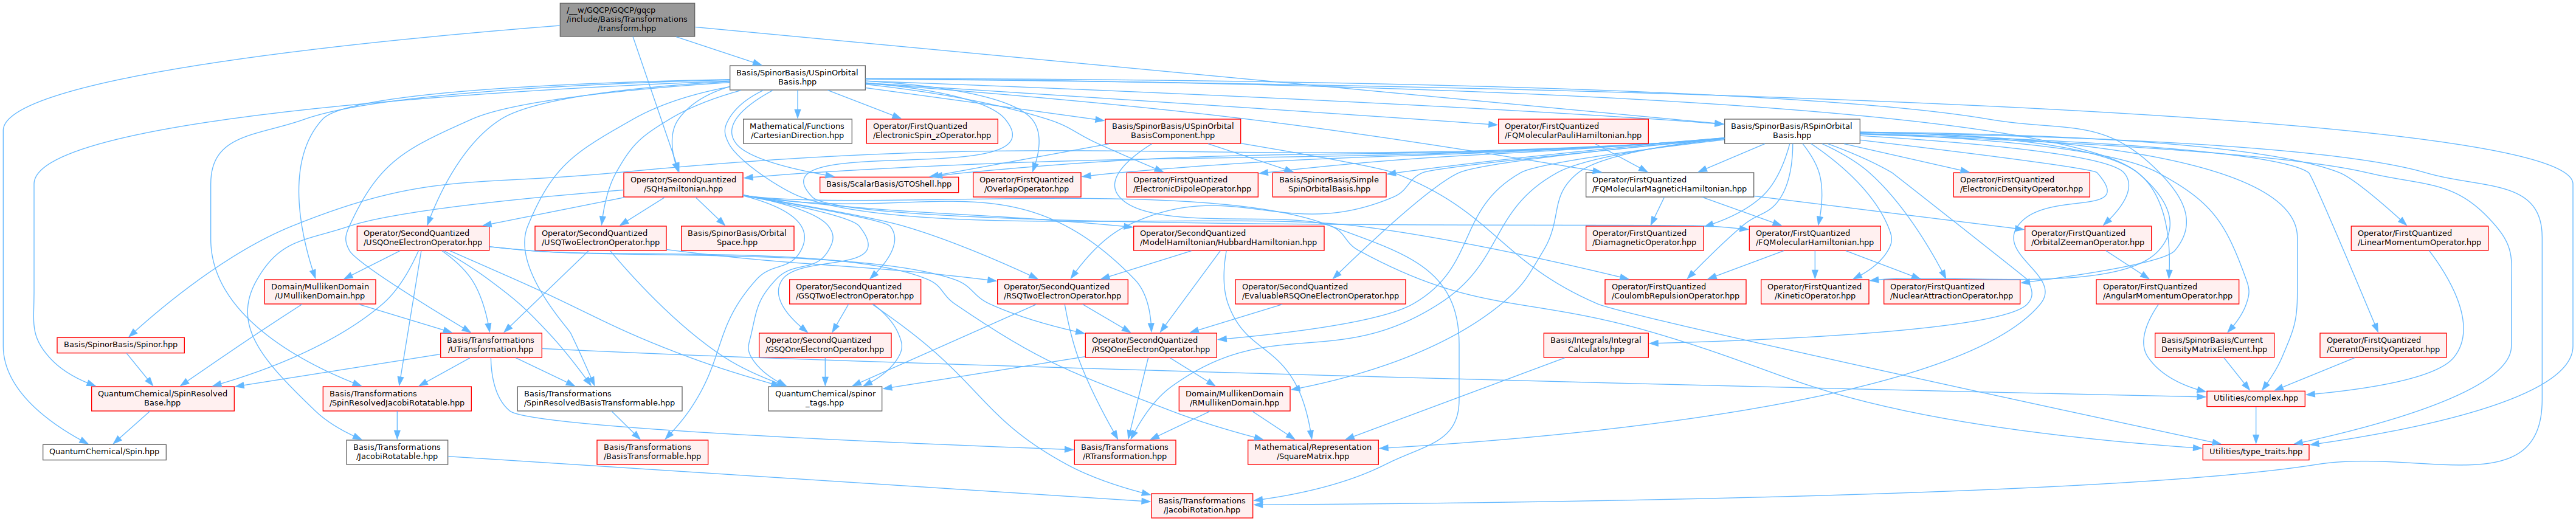 /__w/GQCP/GQCP/gqcp
/include/Basis/Transformations
/transform.hpp
Basis/SpinorBasis/USpinOrbital
Basis.hpp
Mathematical/Functions
/CartesianDirection.hpp
Operator/FirstQuantized
/ElectronicSpin_zOperator.hpp
Basis/SpinorBasis/USpinOrbital
BasisComponent.hpp
Operator/FirstQuantized
/FQMolecularPauliHamiltonian.hpp
Basis/SpinorBasis/RSpinOrbital
Basis.hpp
Operator/SecondQuantized
/SQHamiltonian.hpp
Basis/ScalarBasis/GTOShell.hpp
Operator/FirstQuantized
/OverlapOperator.hpp
Operator/FirstQuantized
/ElectronicDipoleOperator.hpp
Basis/SpinorBasis/Simple
SpinOrbitalBasis.hpp
Operator/FirstQuantized
/FQMolecularMagneticHamiltonian.hpp
Operator/FirstQuantized
/ElectronicDensityOperator.hpp
Operator/SecondQuantized
/USQOneElectronOperator.hpp
Operator/SecondQuantized
/USQTwoElectronOperator.hpp
Basis/SpinorBasis/Orbital
Space.hpp
Operator/SecondQuantized
/ModelHamiltonian/HubbardHamiltonian.hpp
Operator/FirstQuantized
/DiamagneticOperator.hpp
Operator/FirstQuantized
/FQMolecularHamiltonian.hpp
Operator/FirstQuantized
/OrbitalZeemanOperator.hpp
Operator/FirstQuantized
/LinearMomentumOperator.hpp
Domain/MullikenDomain
/UMullikenDomain.hpp
Operator/SecondQuantized
/GSQTwoElectronOperator.hpp
Operator/SecondQuantized
/RSQTwoElectronOperator.hpp
Operator/SecondQuantized
/EvaluableRSQOneElectronOperator.hpp
Operator/FirstQuantized
/CoulombRepulsionOperator.hpp
Operator/FirstQuantized
/KineticOperator.hpp
Operator/FirstQuantized
/NuclearAttractionOperator.hpp
Operator/FirstQuantized
/AngularMomentumOperator.hpp
Basis/SpinorBasis/Spinor.hpp
Basis/Transformations
/UTransformation.hpp
Operator/SecondQuantized
/GSQOneElectronOperator.hpp
Operator/SecondQuantized
/RSQOneElectronOperator.hpp
Basis/Integrals/Integral
Calculator.hpp
Basis/SpinorBasis/Current
DensityMatrixElement.hpp
Operator/FirstQuantized
/CurrentDensityOperator.hpp
QuantumChemical/SpinResolved
Base.hpp
Basis/Transformations
/SpinResolvedJacobiRotatable.hpp
Basis/Transformations
/SpinResolvedBasisTransformable.hpp
QuantumChemical/spinor
_tags.hpp
Domain/MullikenDomain
/RMullikenDomain.hpp
Utilities/complex.hpp
QuantumChemical/Spin.hpp
Basis/Transformations
/JacobiRotatable.hpp
Basis/Transformations
/BasisTransformable.hpp
Basis/Transformations
/RTransformation.hpp
Mathematical/Representation
/SquareMatrix.hpp
Utilities/type_traits.hpp
Basis/Transformations
/JacobiRotation.hpp